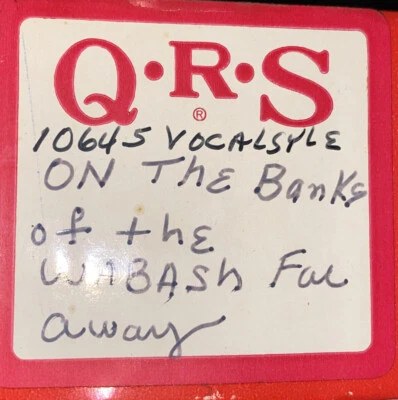 Q·R·S
®
10645 VOCALSYLE
ON The Banks
of the
WABASh Far
away